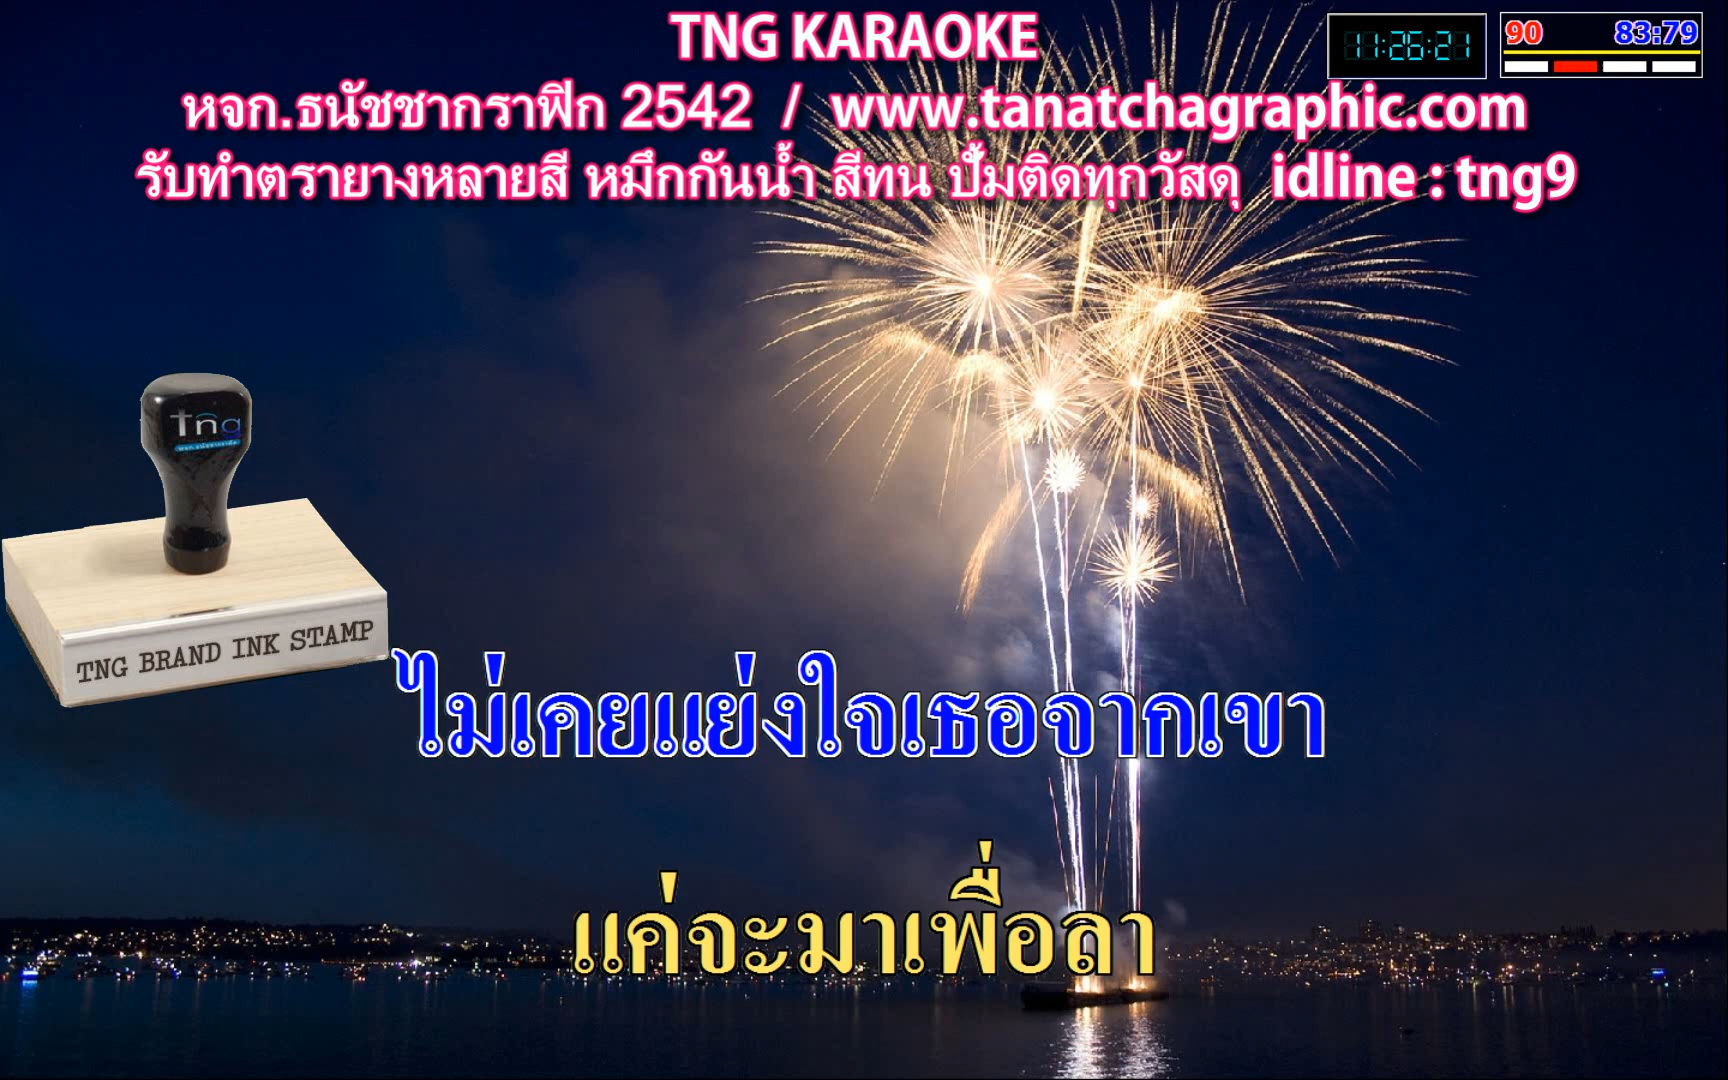 TNG KARAOKE
11:26:21
90 83:79
หจก.ธนัชชากราฟิก 2542 / www.tanatchagraphic.com
รับทำตรายางหลายสี หมึกกันน้ำ สีทน ปั้มติดทุกวัสดุ idline : tng9
tng
TNG BRAND INK STAMP
ไม่เคยแย่งใจเธอจากเขา
แค่จะมาเพื่อลา